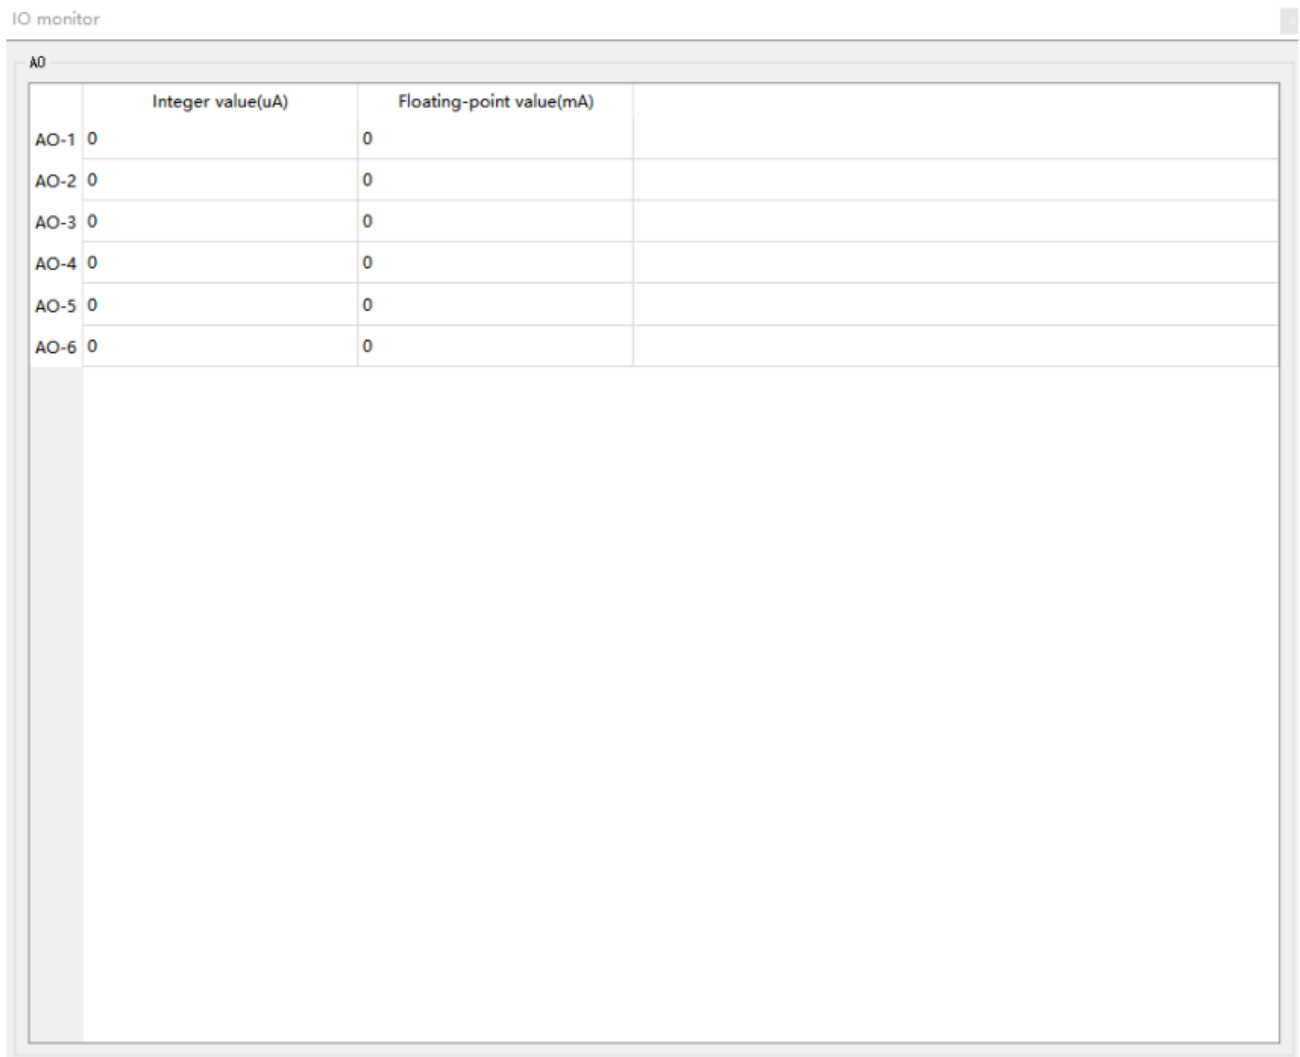 IO monitor
AO
Integer value(uA) Floating-point value(mA)
AO-1 0 0
AO-2 0 0
AO-3 0 0
AO-4 0 0
AO-5 0 0
AO-6 0 0